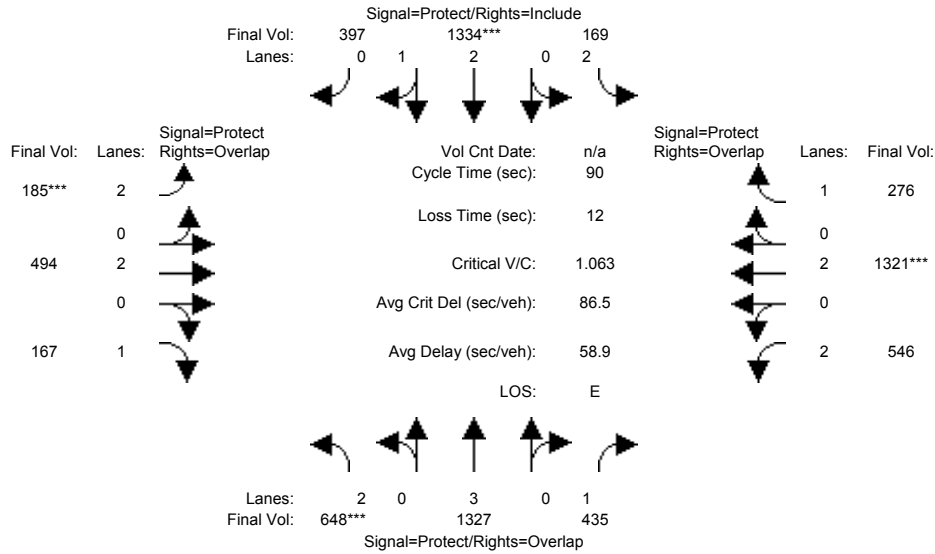 Signal=Protect/Rights=Include
Final Vol: 397 1334*** 169
Lanes: 0 1 2 0 2
Signal=Protect
Final Vol: Lanes: Rights=Overlap
185*** 2
0
494 2
0
167 1
Vol Cnt Date: n/a
Cycle Time (sec): 90
Loss Time (sec): 12
Critical V/C: 1.063
Avg Crit Del (sec/veh): 86.5
Avg Delay (sec/veh): 58.9
LOS: E
Signal=Protect
Rights=Overlap Lanes: Final Vol:
1 276
0
2 1321***
0
2 546
Lanes: 2 0 3 0 1
Final Vol: 648*** 1327 435
Signal=Protect/Rights=Overlap